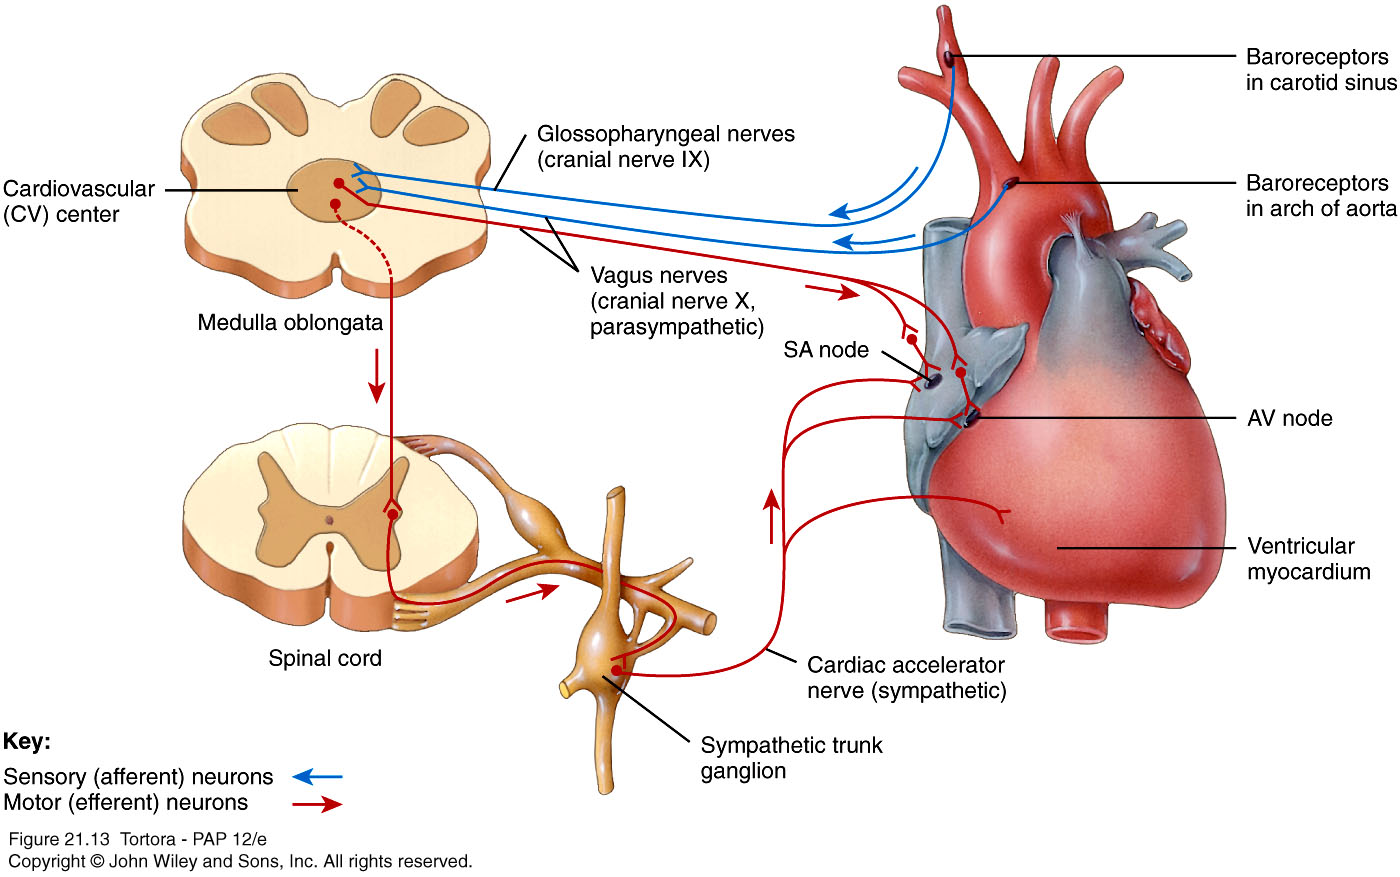 Baroreceptors
in carotid sinus
Glossopharyngeal nerves
(cranial nerve IX)
Cardiovascular
(CV) center
Baroreceptors
in arch of aorta
Vagus nerves
(cranial nerve X,
parasympathetic)
Medulla oblongata
SA node
AV node
Ventricular
myocardium
Spinal cord
Cardiac accelerator
nerve (sympathetic)
Sympathetic trunk
ganglion
Key:
Sensory (afferent) neurons
Motor (efferent) neurons
Figure 21.13 Tortora - PAP 12/e
Copyright © John Wiley and Sons, Inc. All rights reserved.